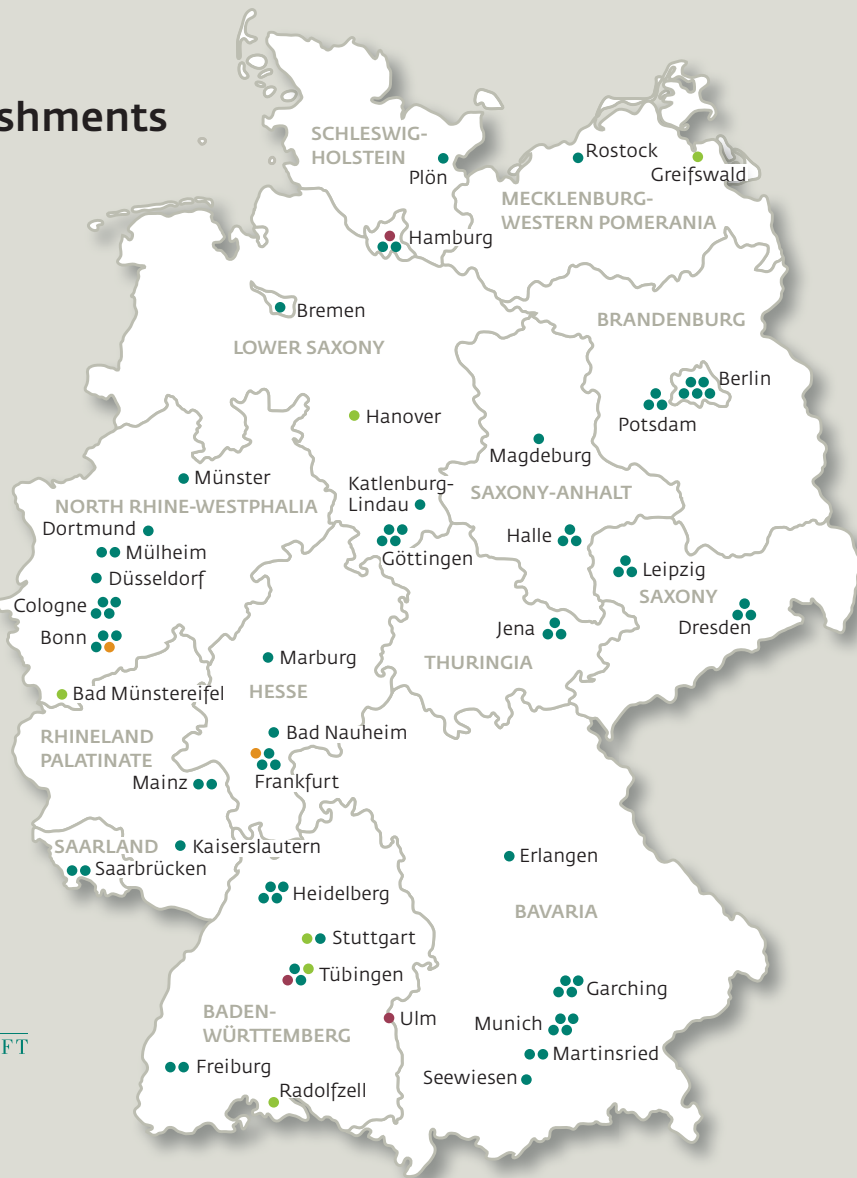 shments
SCHLESWIG-
HOLSTEIN
Plön
Rostock
Greifswald
MECKLENBURG-
WESTERN POMERANIA
Hamburg
Bremen
LOWER SAXONY
BRANDENBURG
Berlin
Potsdam
Hanover
Magdeburg
Münster
Katlenburg-
Lindau
SAXONY-ANHALT
NORTH RHINE-WESTPHALIA
Dortmund
Göttingen
Halle
Mülheim
Düsseldorf
Leipzig
SAXONY
Cologne
Bonn
Jena
Dresden
Marburg
THURINGIA
Bad Münstereifel
HESSE
RHINELAND
PALATINATE
Bad Nauheim
Mainz
Frankfurt
SAARLAND
Kaiserslautern
Saarbrücken
Erlangen
Heidelberg
BAVARIA
Stuttgart
Tübingen
Garching
BADEN-
WÜRTTEMBERG
Ulm
Munich
FT
Martinsried
Freiburg
Seewiesen
Radolfzell